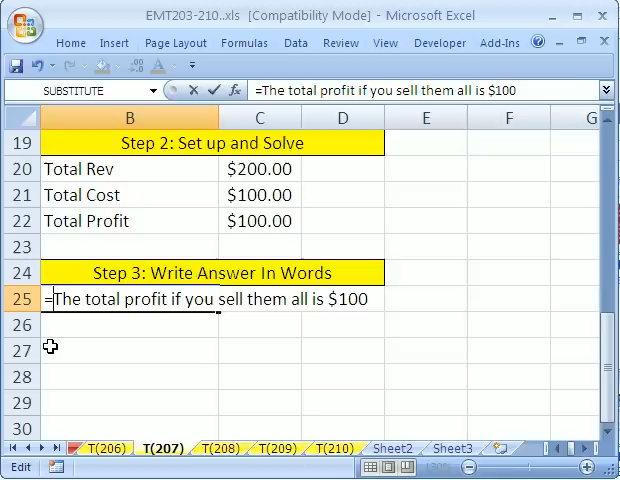 EMT203-210..xls [Compatibility Mode] - Microsoft Excel
Home Insert Page Layout Formulas Data Review View Developer Add-Ins
SUBSTITUTE =The total profit if you sell them all is $100
B C D E F G
19 Step 2: Set up and Solve
20 Total Rev $200.00
21 Total Cost $100.00
22 Total Profit $100.00
23
24 Step 3: Write Answer In Words
25 =The total profit if you sell them all is $100
26
27
28
29
30
T(206) T(207) T(208) T(209) T(210) Sheet2 Sheet3
Edit 130%